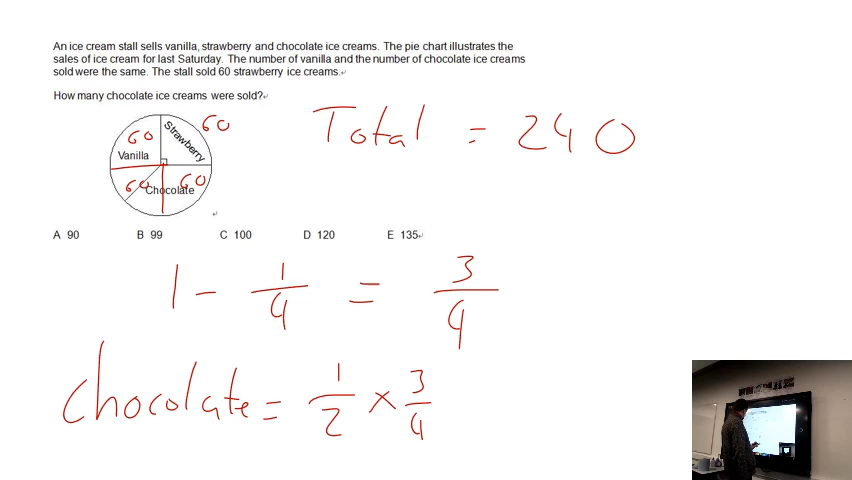 An ice cream stall sells vanilla, strawberry and chocolate ice creams. The pie chart illustrates the
sales of ice cream for last Saturday. The number of vanilla and the number of chocolate ice creams
sold were the same. The stall sold 60 strawberry ice creams.
How many chocolate ice creams were sold?
60 Strawberry 60
Vanilla
60 Chocolate 60
Total = 240
A 90 B 99 C 100 D 120 E 135
1 - 1/4 = 3/4
Chocolate = 1/2 × 3/4